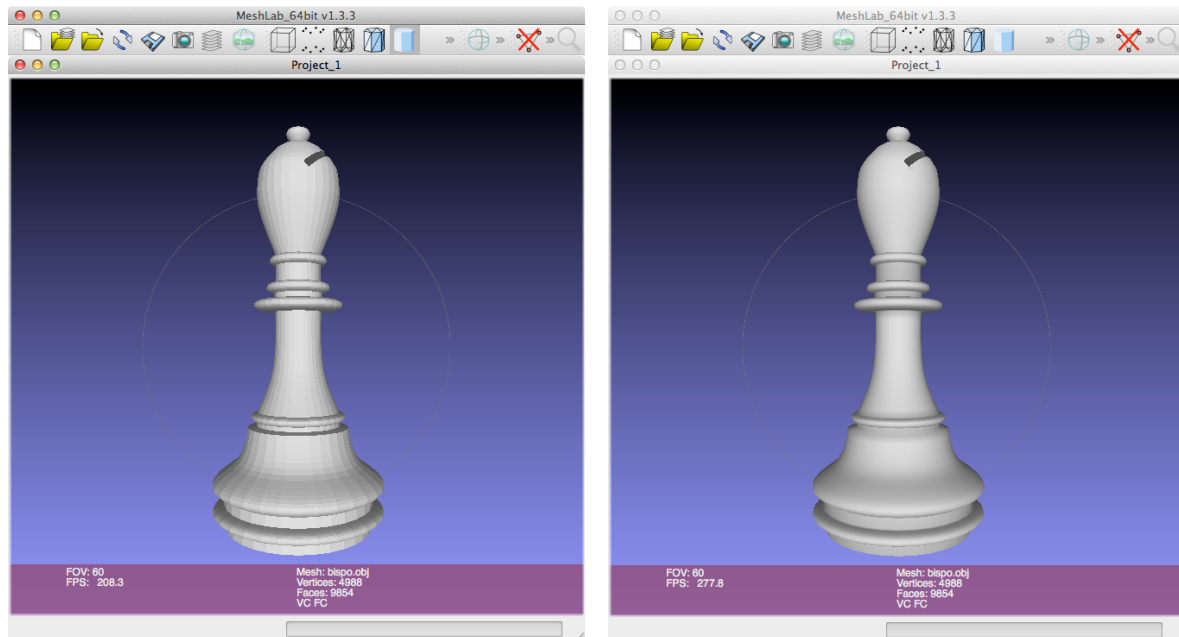 MeshLab_64bit v1.3.3
Project_1
FOV: 60
FPS: 208.3
Mesh: bispo.obj
Vertices: 4988
Faces: 9854
VC FC
MeshLab_64bit v1.3.3
Project_1
FOV: 60
FPS: 277.8
Mesh: bispo.obj
Vertices: 4988
Faces: 9854
VC FC